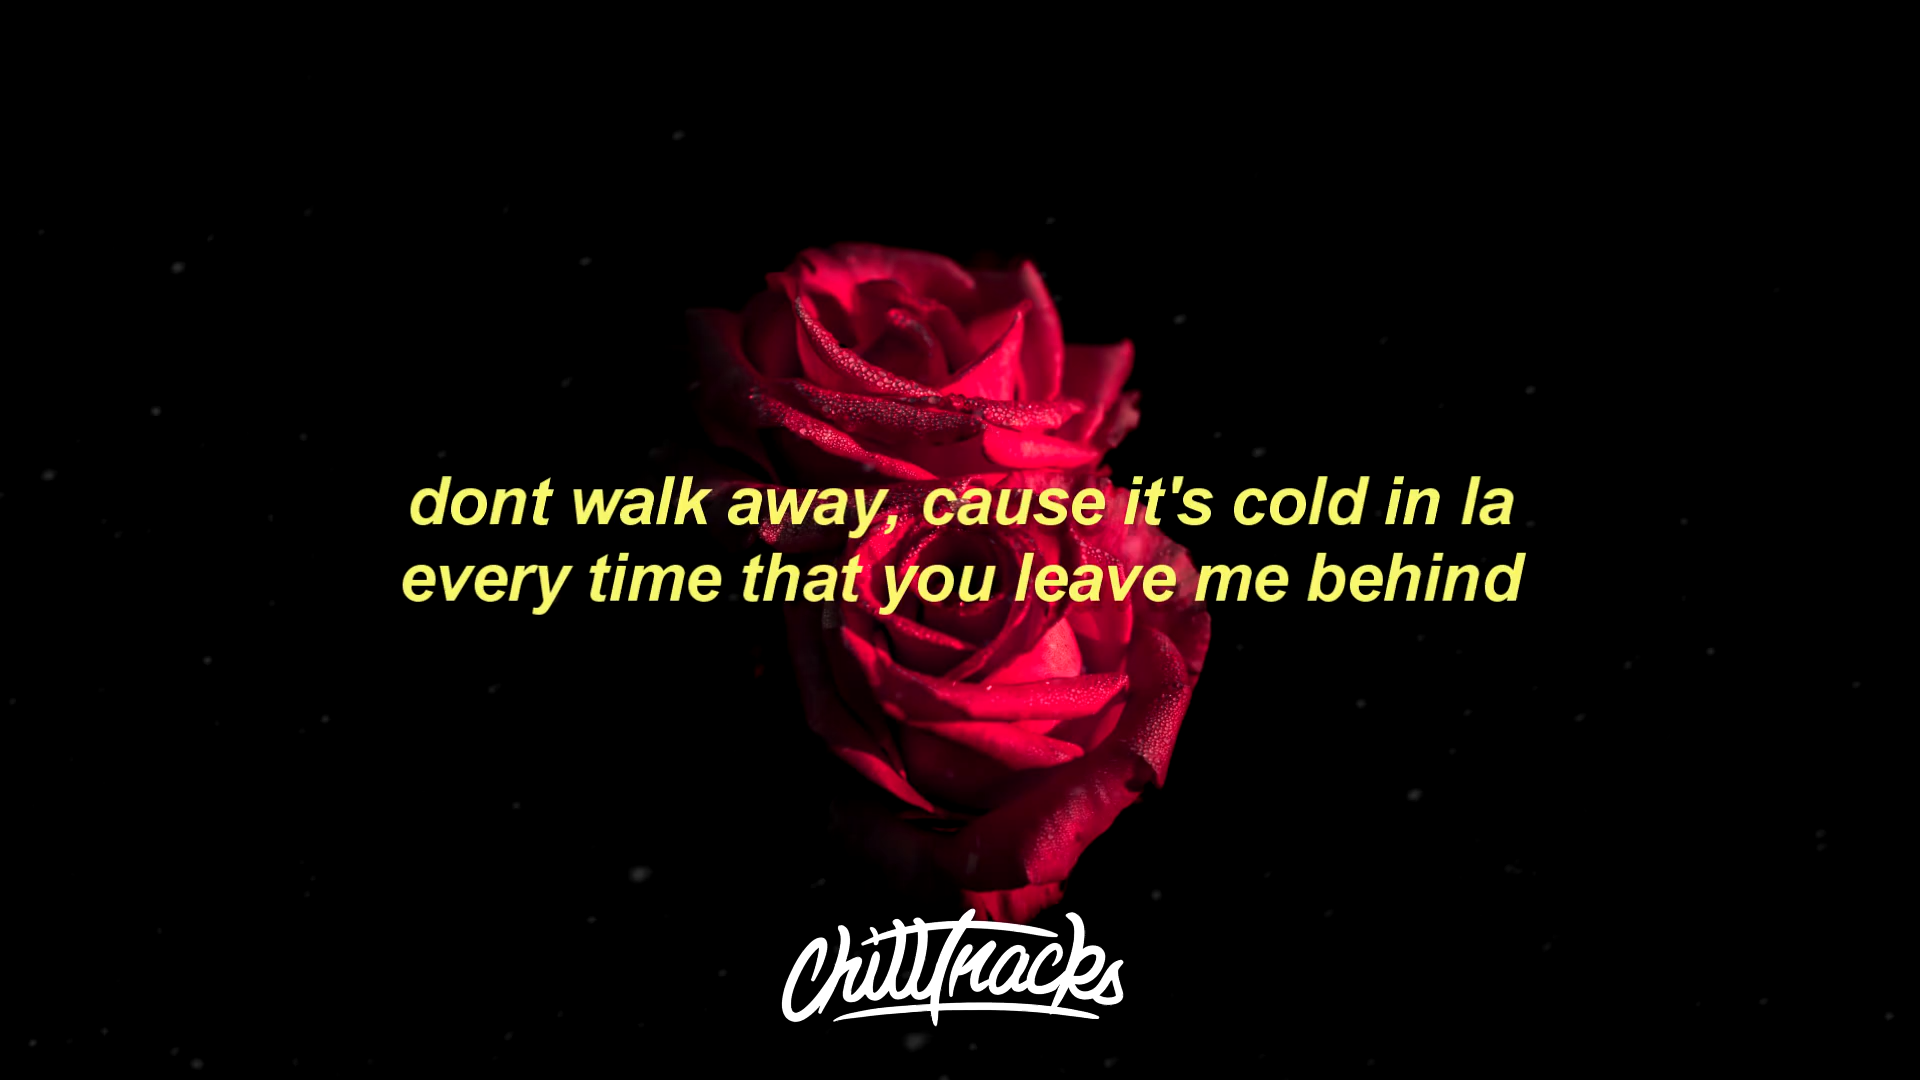 dont walk away, cause it's cold in la
every time that you leave me behind
ChillTracks